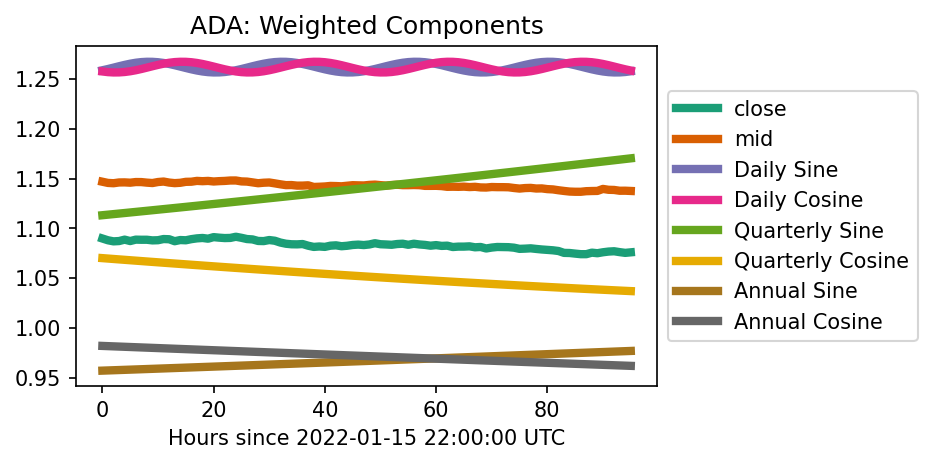 ADA: Weighted Components
1.25
1.20
1.15
1.10
1.05
1.00
0.95
0
20
40
60
80
Hours since 2022-01-15 22:00:00 UTC
close
mid
Daily Sine
Daily Cosine
Quarterly Sine
Quarterly Cosine
Annual Sine
Annual Cosine